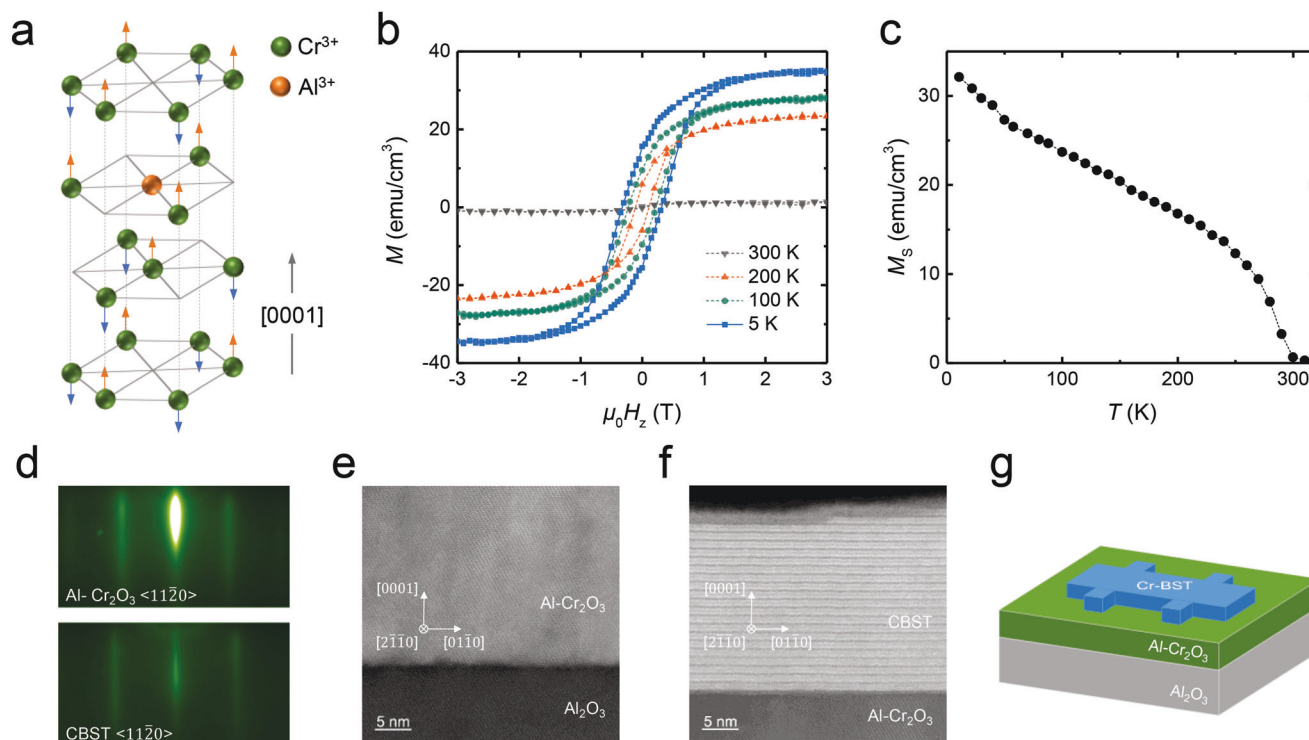 a
Cr³⁺
Al³⁺
[0001]
b
M (emu/cm³)
40
20
0
-20
-40
-3
-2
-1
0
1
2
3
μ₀H_z (T)
300 K
200 K
100 K
5 K
c
M_S (emu/cm³)
30
20
10
0
100
200
300
T (K)
d
Al- Cr₂O₃ <112̄0>
CBST <112̄0>
e
[0001]
[21̄1̄0]
[011̄0]
Al-Cr₂O₃
Al₂O₃
5 nm
f
[0001]
[21̄1̄0]
[011̄0]
CBST
Al-Cr₂O₃
5 nm
g
Cr-BST
Al-Cr₂O₃
Al₂O₃